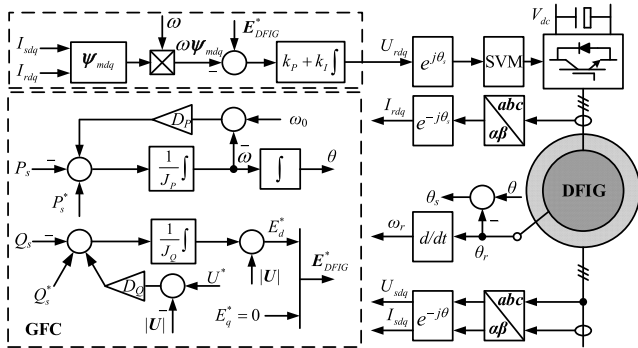 ω
E*DFIG
Vdc
Isdq
Irdq
ψmdq
ωψmdq
−
kP + kI∫
Urdq
e^jθs
SVM
Irdq
e^−jθs
abc
αβ
DP
ω0
−
Ps
−
1/JP ∫
ω
∫
θ
P*s
θs
θ
−
DFIG
ωr
d/dt
θr
Qs
−
1/JQ ∫
E*d
Q*s
DQ
U*
|U|
−
|U|
E*DFIG
E*q = 0
GFC
Usdq
Isdq
e^−jθ
abc
αβ